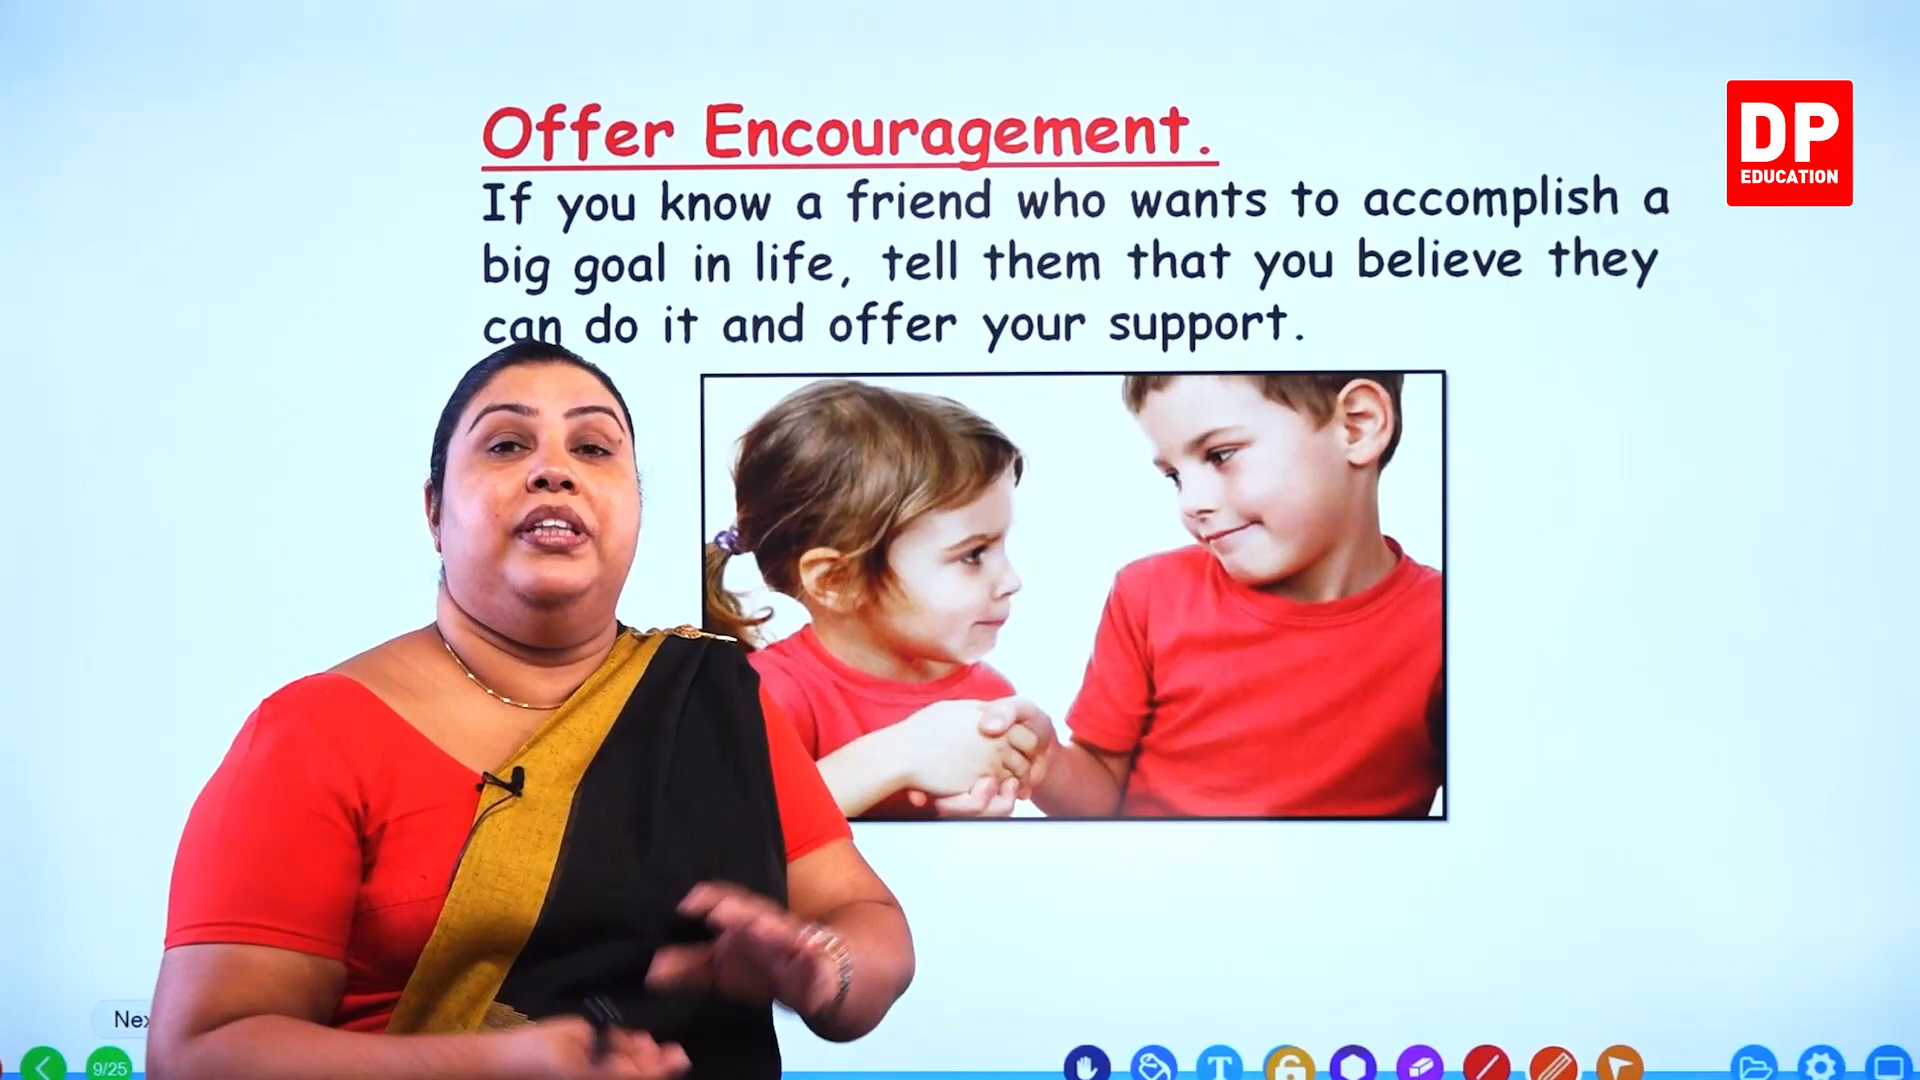 Offer Encouragement.
If you know a friend who wants to accomplish a
big goal in life, tell them that you believe they
can do it and offer your support.
DP
EDUCATION
9/25
T